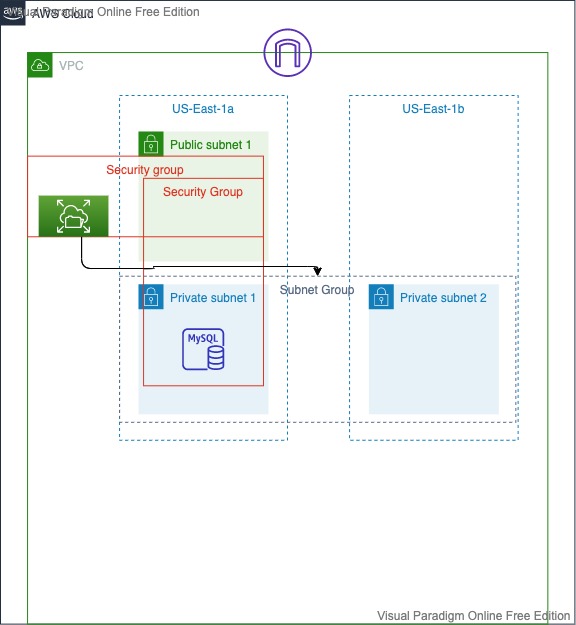 aws
Visual Paradigm Online Free Edition
AWS Cloud
VPC
US-East-1a
US-East-1b
Public subnet 1
Security group
Security Group
Subnet Group
Private subnet 1
Private subnet 2
MySQL
Visual Paradigm Online Free Edition